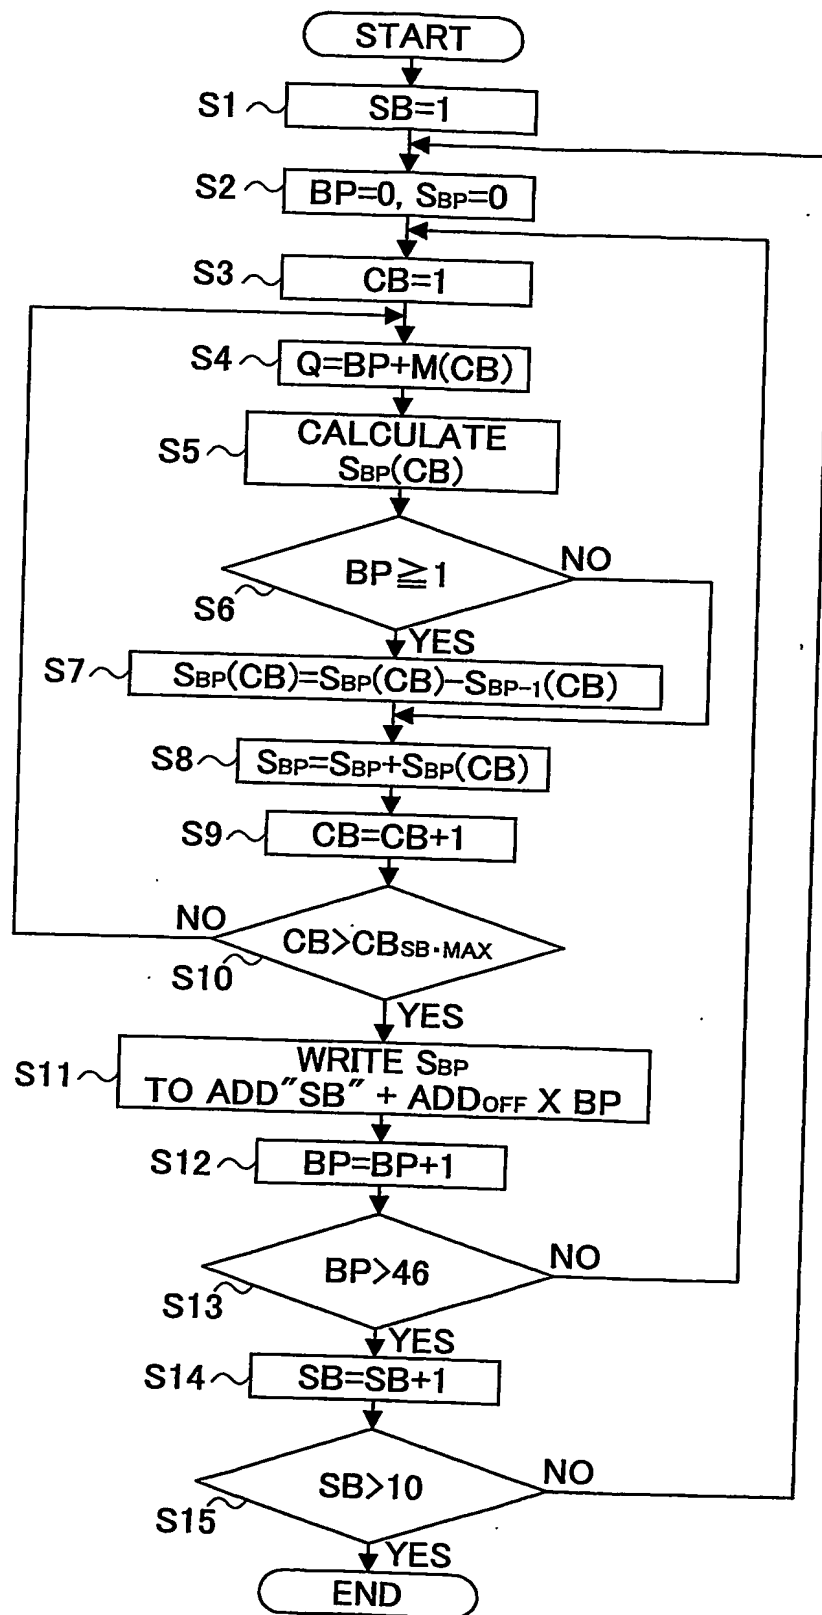 START
S1
SB=1
S2
BP=0, SBP=0
S3
CB=1
S4
Q=BP+M(CB)
S5
CALCULATE
SBP(CB)
BP≧1
NO
S6
YES
S7
SBP(CB)=SBP(CB)-SBP-1(CB)
S8
SBP=SBP+SBP(CB)
S9
CB=CB+1
NO
CB>CBSB·MAX
S10
YES
S11
WRITE SBP
TO ADD"SB" + ADDOFF X BP
S12
BP=BP+1
BP>46
NO
S13
YES
S14
SB=SB+1
SB>10
NO
S15
YES
END